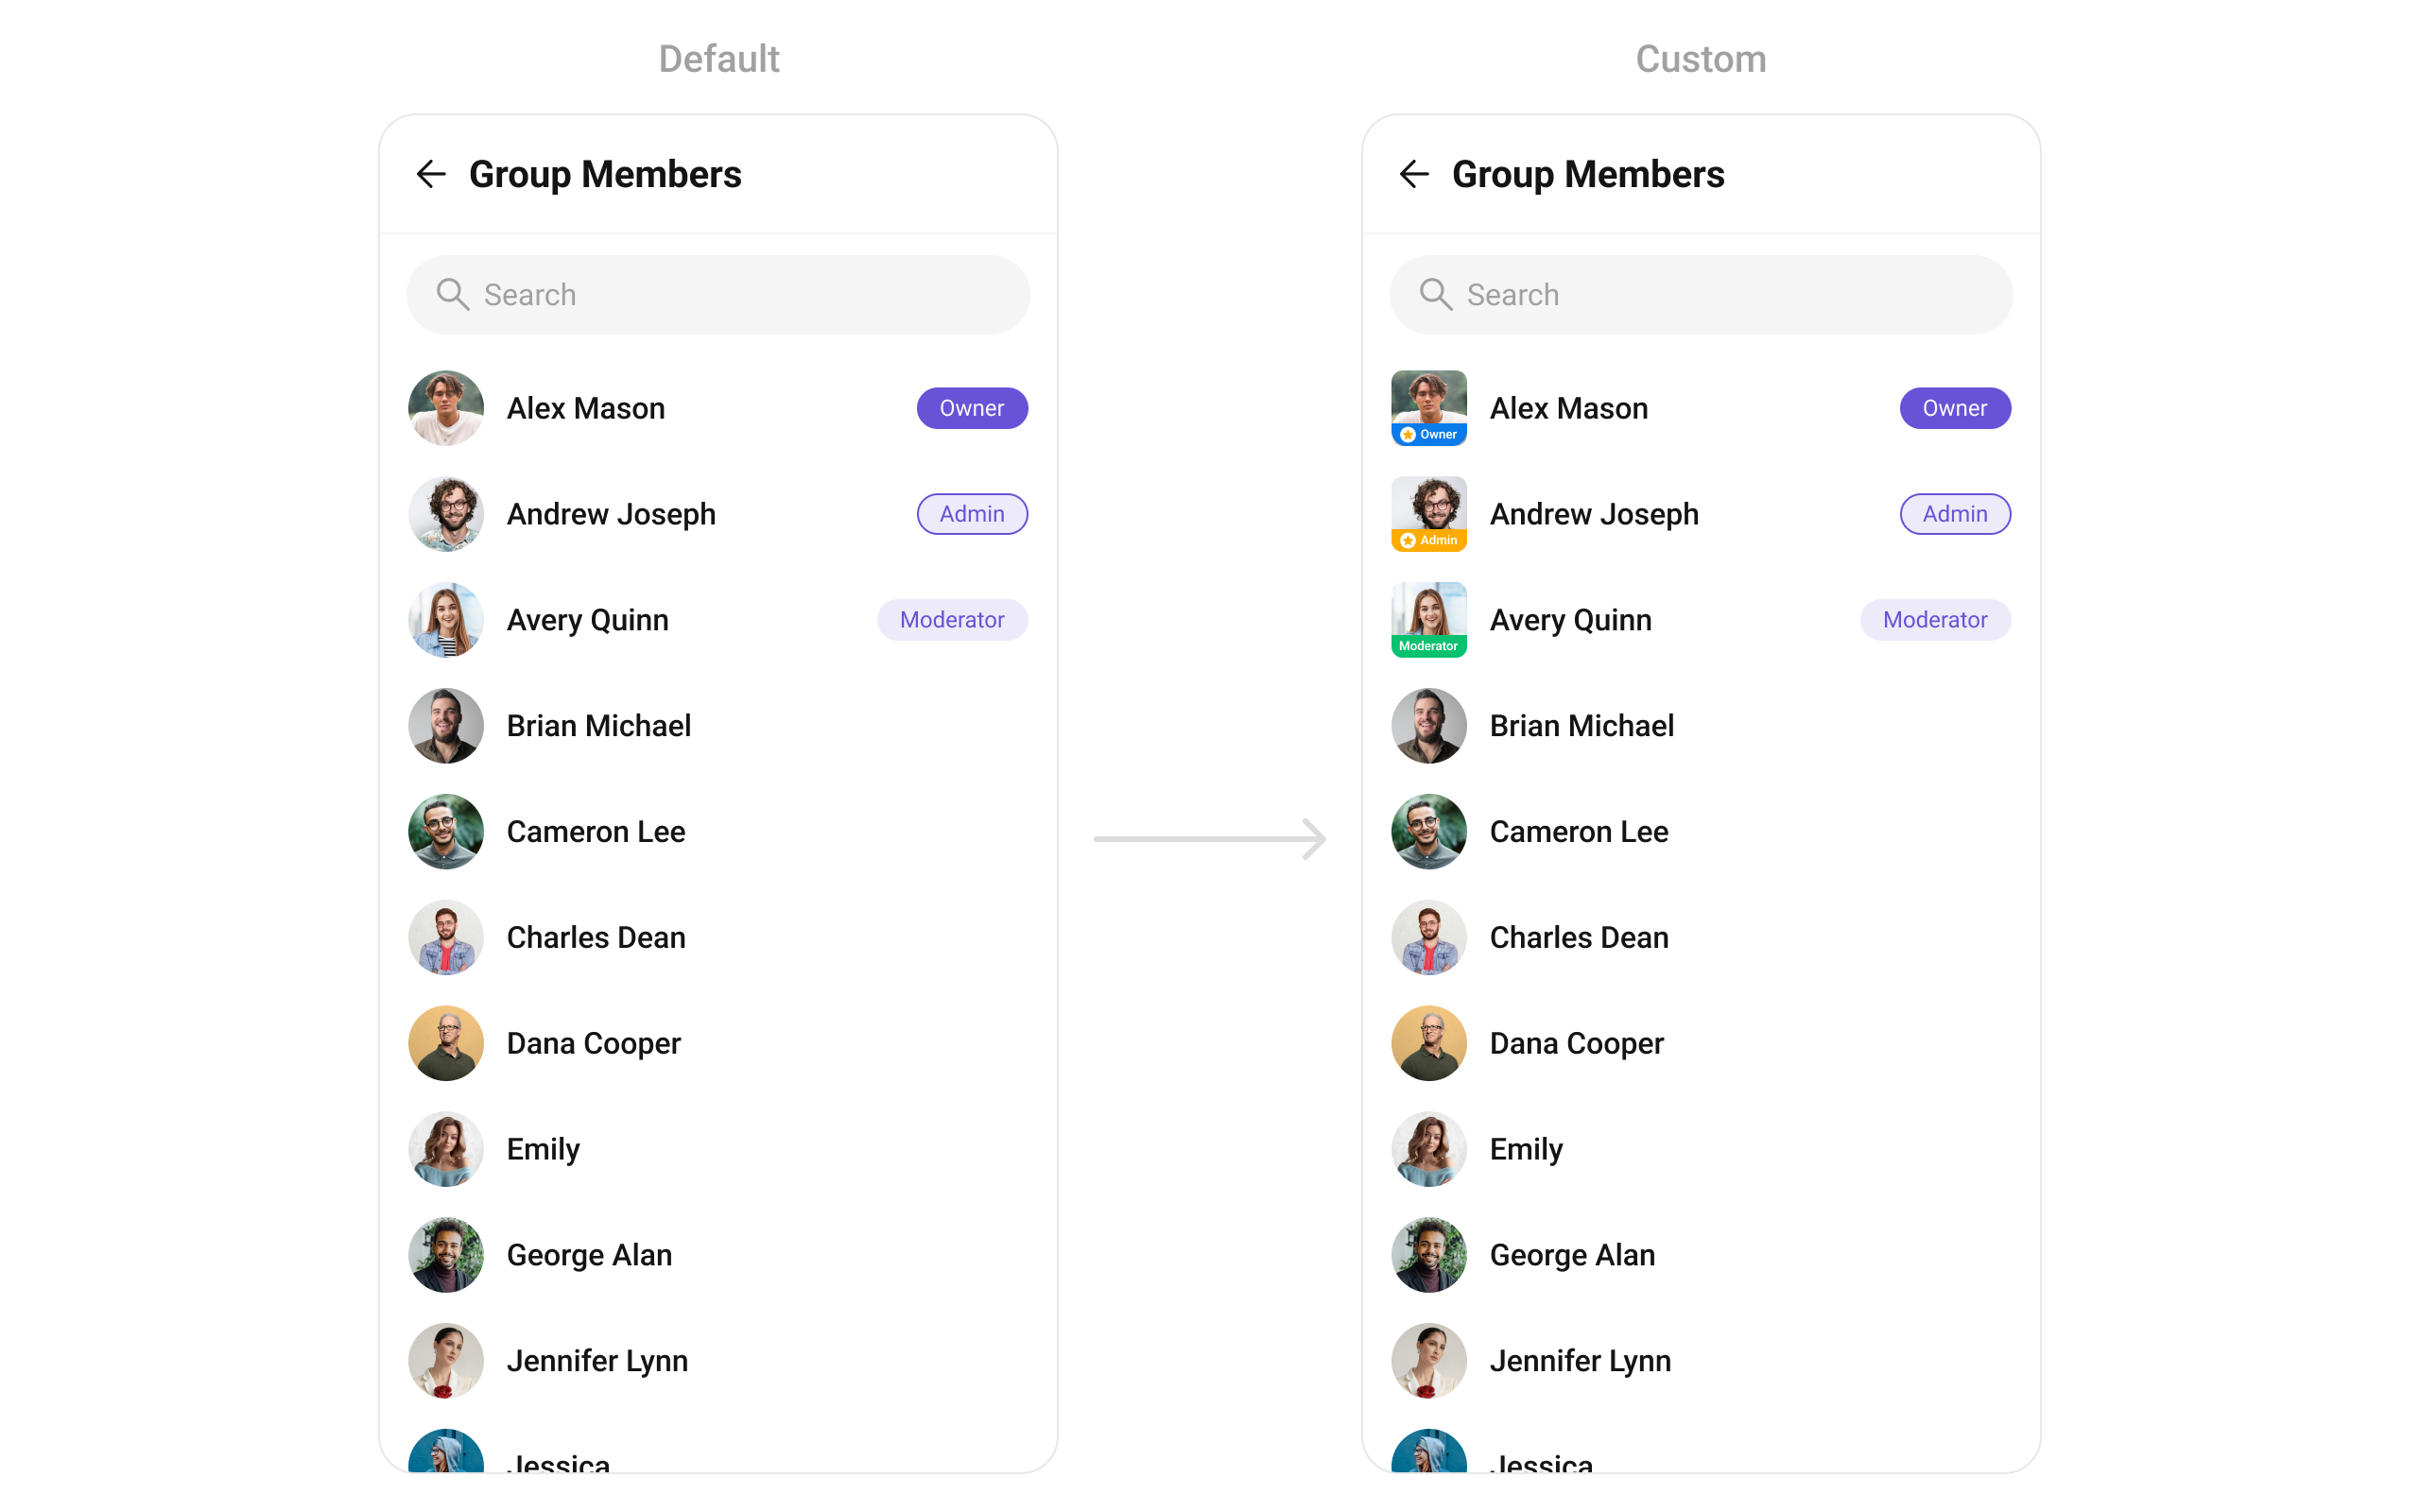 Default
Group Members
Search
Alex Mason
Owner
Andrew Joseph
Admin
Avery Quinn
Moderator
Brian Michael
Cameron Lee
Charles Dean
Dana Cooper
Emily
George Alan
Jennifer Lynn
Jessica
Custom
Group Members
Search
Owner
Alex Mason
Owner
Admin
Andrew Joseph
Admin
Moderator
Avery Quinn
Moderator
Brian Michael
Cameron Lee
Charles Dean
Dana Cooper
Emily
George Alan
Jennifer Lynn
Jessica